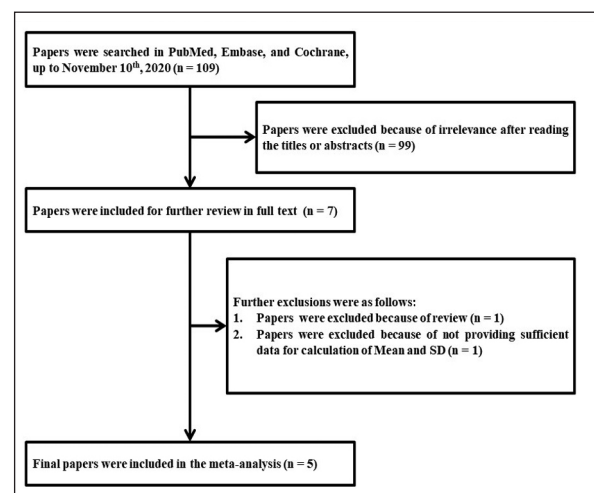 Papers were searched in PubMed, Embase, and Cochrane,
up to November 10th, 2020 (n = 109)
Papers were excluded because of irrelevance after reading
the titles or abstracts (n = 99)
Papers were included for further review in full text (n = 7)
Further exclusions were as follows:
1. Papers were excluded because of review (n = 1)
2. Papers were excluded because of not providing sufficient
data for calculation of Mean and SD (n = 1)
Final papers were included in the meta-analysis (n = 5)